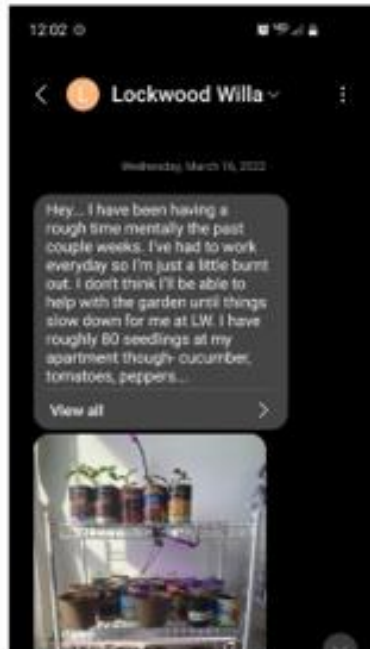 12:02
L
Lockwood Willa
Wednesday, March 16, 2022
Hey... I have been having a
rough time mentally the past
couple weeks. I've had to work
everyday so I'm just a little burnt
out. I don't think I'll be able to
help with the garden until things
slow down for me at LW. I have
roughly 80 seedlings at my
apartment though- cucumber,
tomatoes, peppers...
View all